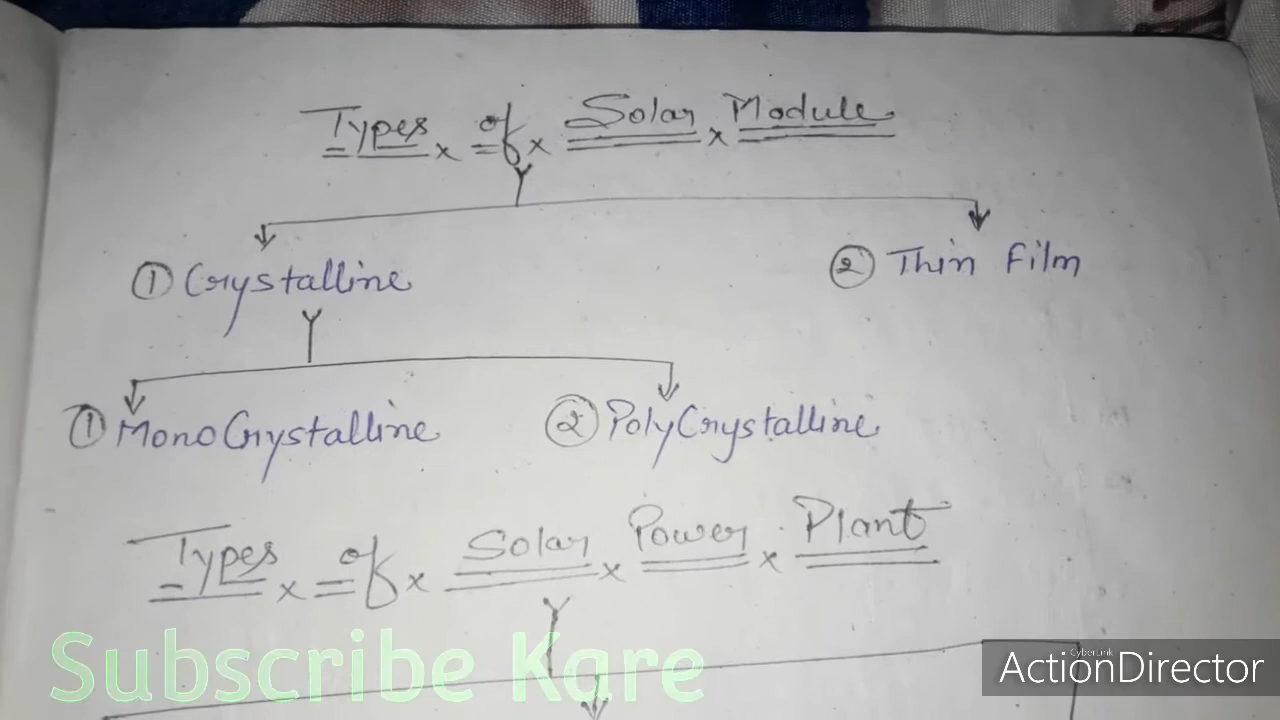 Types of Solar Module
① Crystalline
② Thin Film
① MonoCrystalline
② PolyCrystalline
Types of Solar Power Plant
Subscribe Kare
CyberLink
ActionDirector